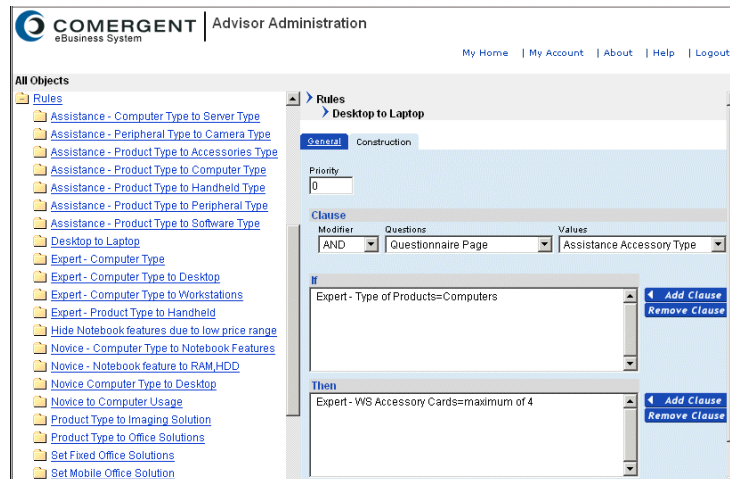 COMERGENT
eBusiness System
Advisor Administration
My Home | My Account | About | Help | Logout
All Objects
Rules
Assistance - Computer Type to Server Type
Assistance - Peripheral Type to Camera Type
Assistance - Product Type to Accessories Type
Assistance - Product Type to Computer Type
Assistance - Product Type to Handheld Type
Assistance - Product Type to Peripheral Type
Assistance - Product Type to Software Type
Desktop to Laptop
Expert - Computer Type
Expert - Computer Type to Desktop
Expert - Computer Type to Workstations
Expert - Product Type to Handheld
Hide Notebook features due to low price range
Novice - Computer Type to Notebook Features
Novice - Notebook feature to RAM,HDD
Novice Computer Type to Desktop
Novice to Computer Usage
Product Type to Imaging Solution
Product Type to Office Solutions
Set Fixed Office Solutions
Set Mobile Office Solution
Rules
Desktop to Laptop
General Construction
Priority
0
Clause
Modifier Questions Values
AND Questionnaire Page Assistance Accessory Type
If
Expert - Type of Products=Computers
Add Clause
Remove Clause
Then
Expert - WS Accessory Cards=maximum of 4
Add Clause
Remove Clause